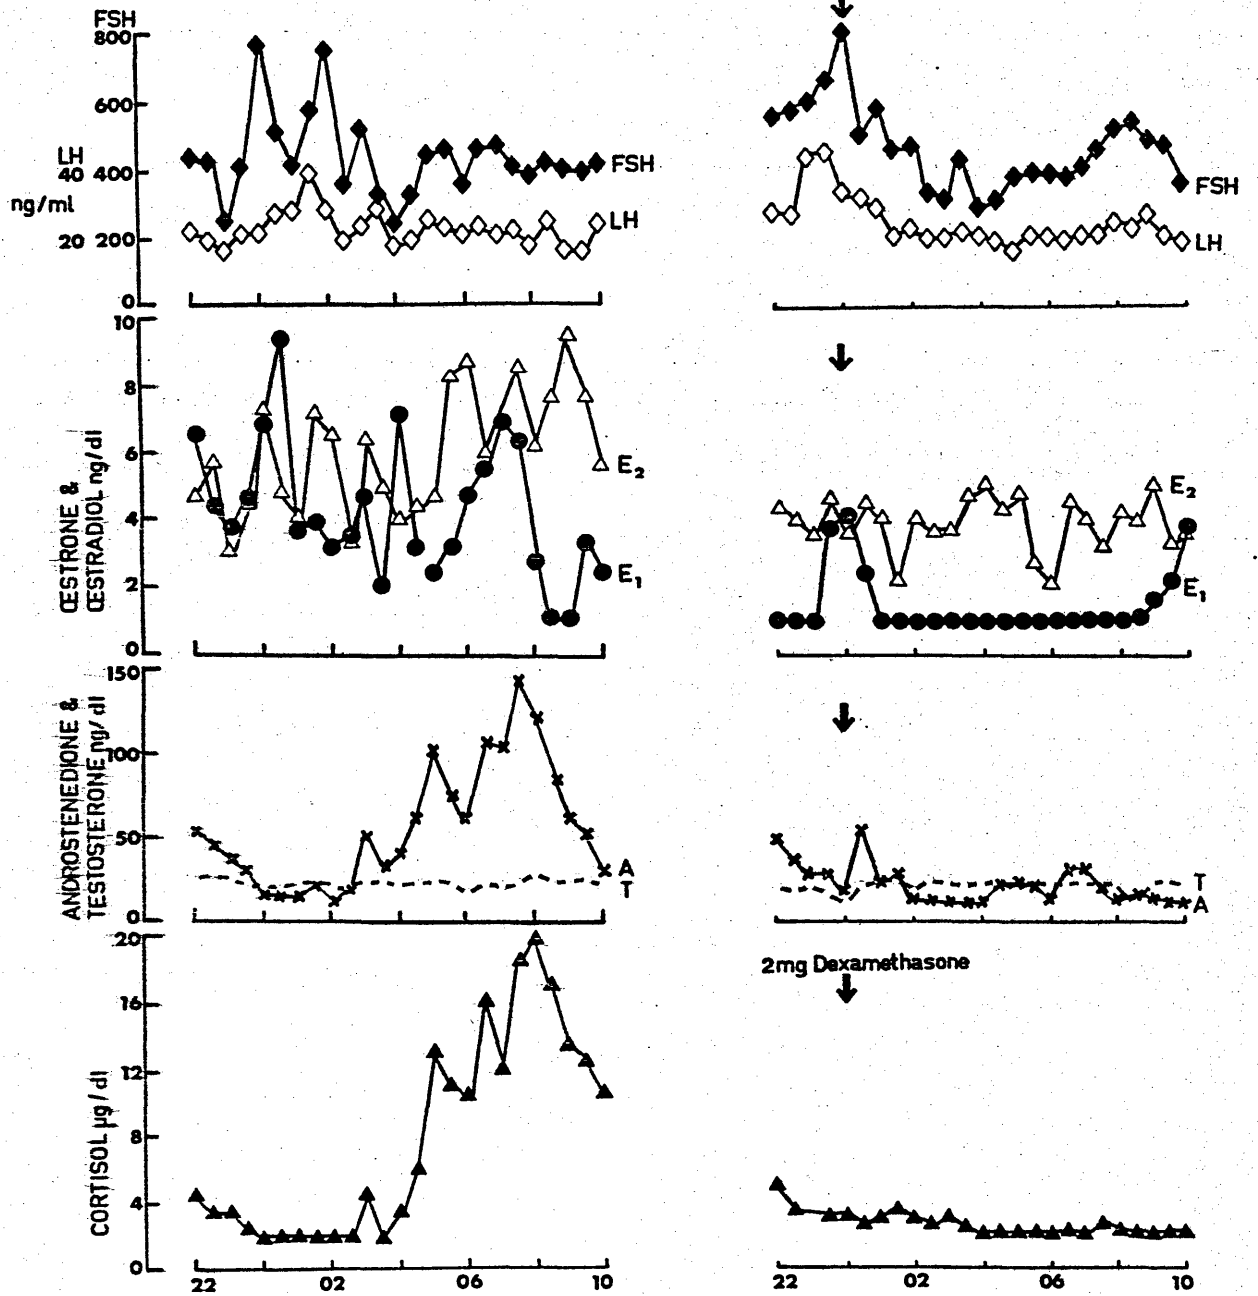 FSH
800
600
LH
40 400
ng/ml
20 200
0
FSH
LH
FSH
LH
10
8
6
4
2
0
ŒSTRONE &
ŒSTRADIOL ng/dl
E2
E1
E2
E1
150
100
50
0
ANDROSTENEDIONE &
TESTOSTERONE ng/dl
A
T
T
A
2mg Dexamethasone
20
16
12
8
4
0
CORTISOL µg/dl
22 02 06 10
22 02 06 10